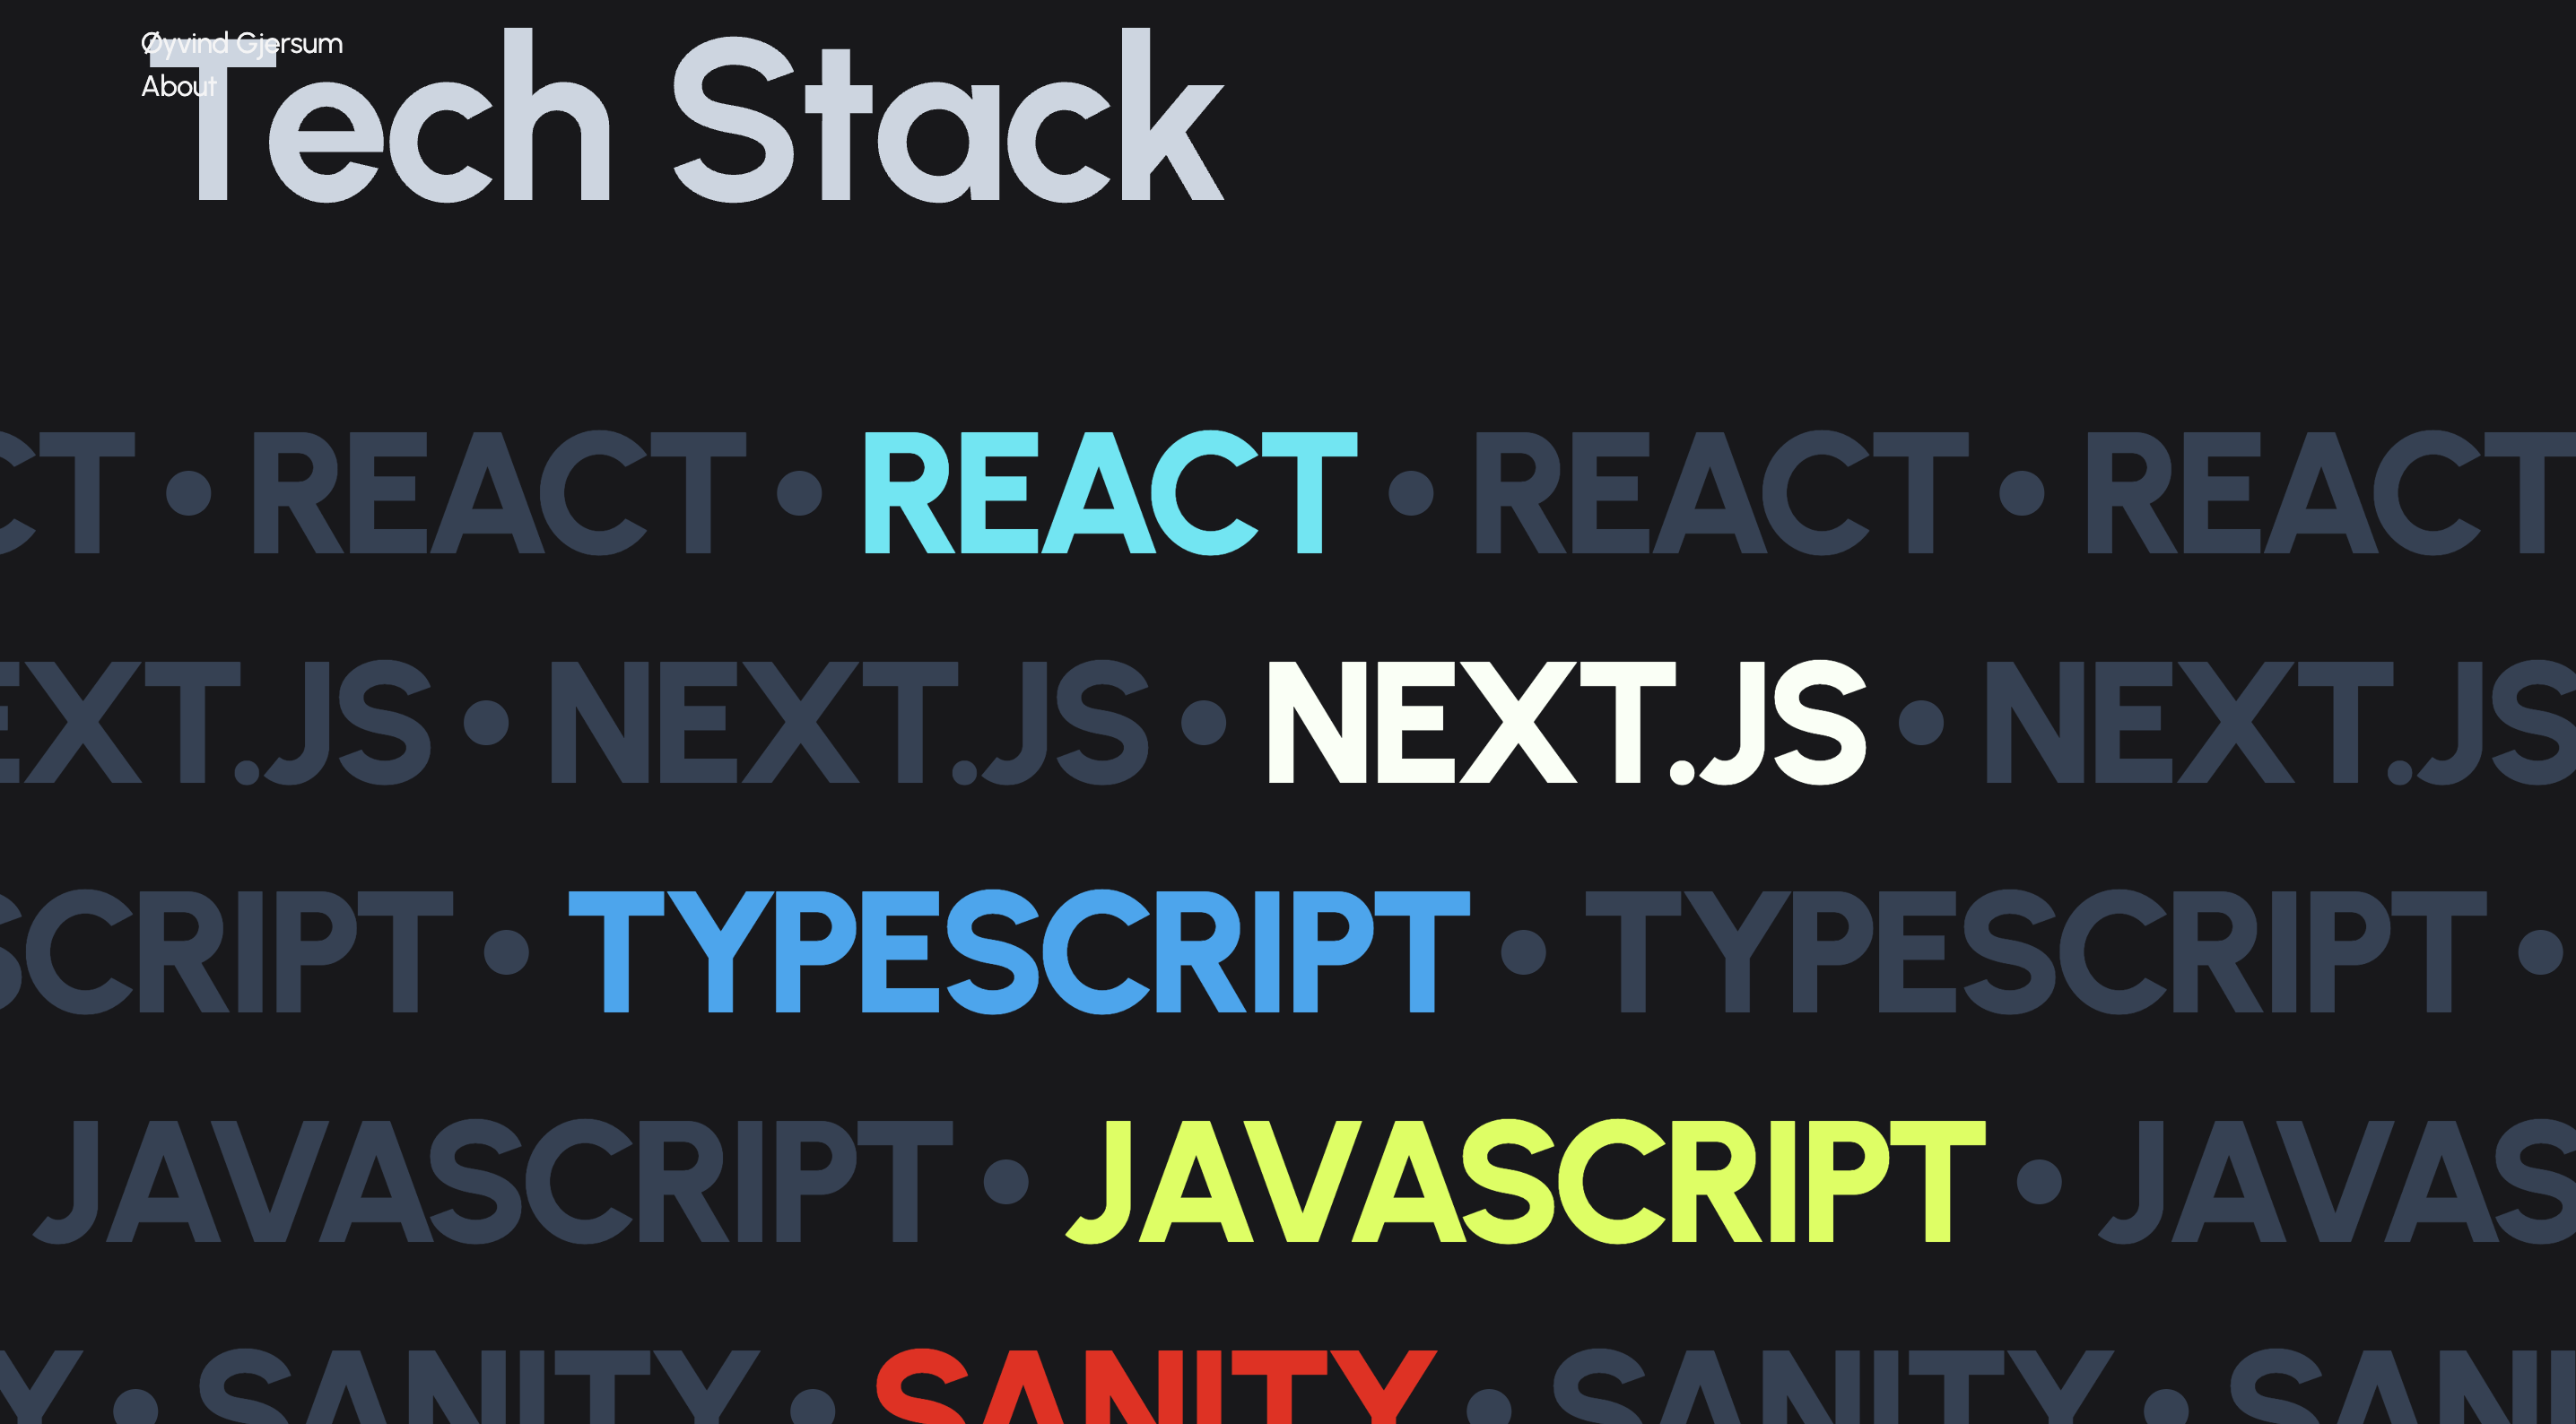 Øyvind Gjersum
About
Tech Stack
CT • REACT • REACT • REACT • REACT
EXT.JS • NEXT.JS • NEXT.JS • NEXT.JS
SCRIPT • TYPESCRIPT • TYPESCRIPT •
JAVASCRIPT • JAVASCRIPT • JAVAS
Y • SANITY • SANITY • SANITY • SANI